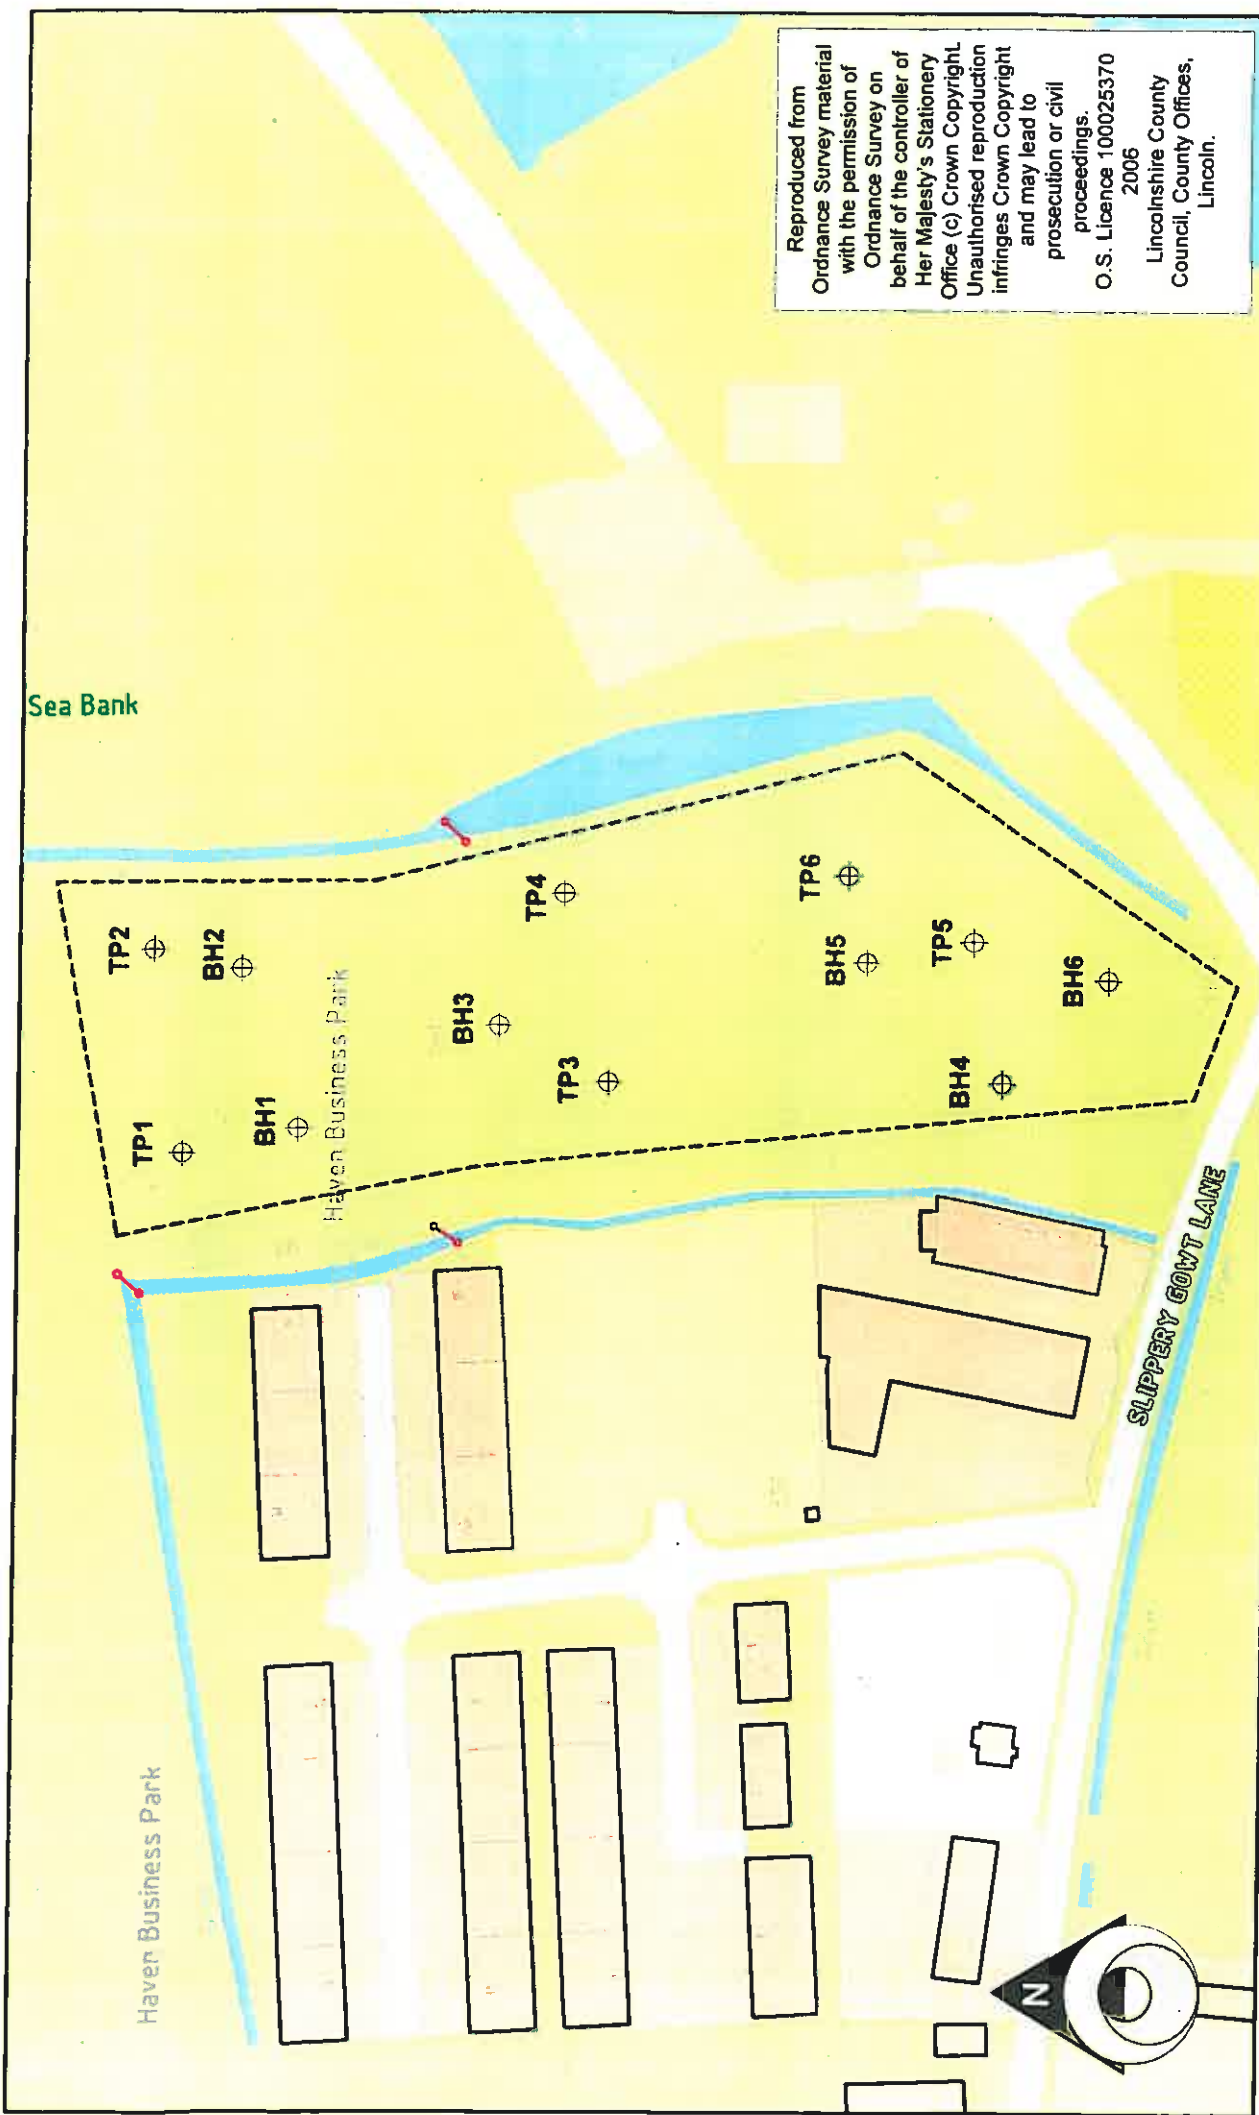 Reproduced from
Ordnance Survey material
with the permission of
Ordnance Survey on
behalf of the controller of
Her Majesty's Stationery
Office (c) Crown Copyright.
Unauthorised reproduction
infringes Crown Copyright
and may lead to
prosecution or civil
proceedings.
O.S. Licence 100025370
2006
Lincolnshire County
Council, County Offices,
Lincoln.
Sea Bank
TP2
BH2
TP1
BH1
Haven Business Park
BH3
TP4
TP3
TP6
BH5
TP5
BH4
BH6
Haven Business Park
SLIPPERY GOWT LANE
N